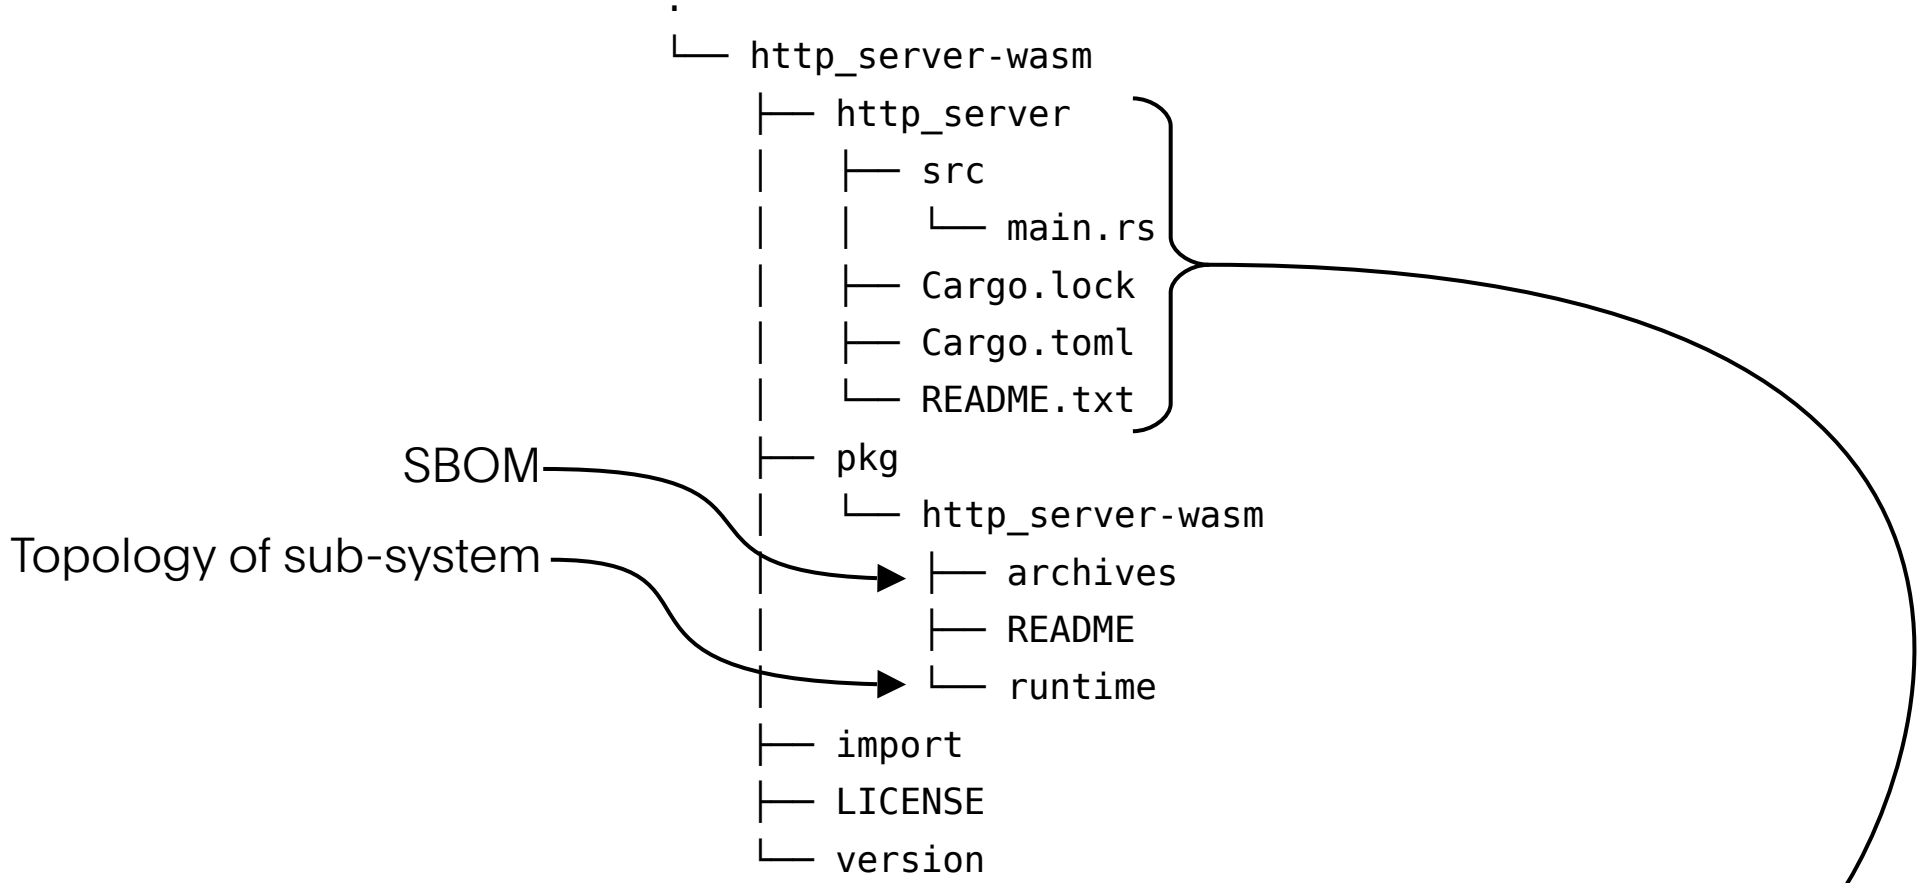 .
└── http_server-wasm
    ├── http_server
    │   ├── src
    │   │   └── main.rs
    │   ├── Cargo.lock
    │   ├── Cargo.toml
    │   └── README.txt
SBOM
    ├── pkg
    │   └── http_server-wasm
Topology of sub-system
    │       ├── archives
    │       ├── README
    │       └── runtime
    ├── import
    ├── LICENSE
    └── version